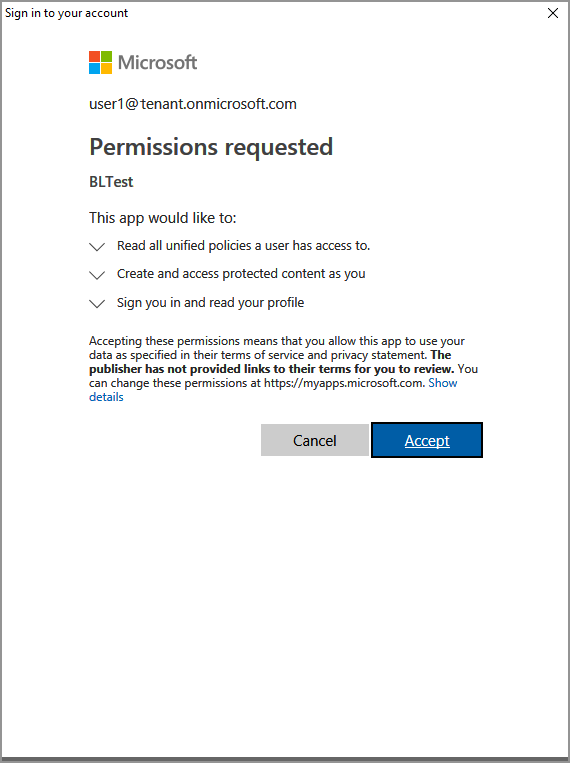 Sign in to your account
Microsoft
user1@tenant.onmicrosoft.com
Permissions requested
BLTest
This app would like to:
Read all unified policies a user has access to.
Create and access protected content as you
Sign you in and read your profile
Accepting these permissions means that you allow this app to use your
data as specified in their terms of service and privacy statement. The
publisher has not provided links to their terms for you to review. You
can change these permissions at https://myapps.microsoft.com. Show
details
Cancel
Accept